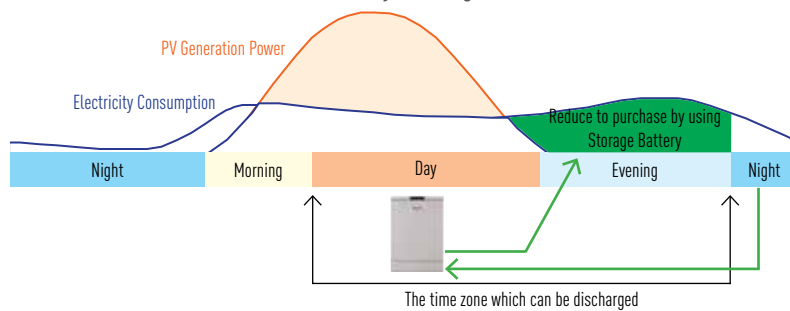 PV Generation Power
Electricity Consumption
Reduce to purchase by using
Storage Battery
Night
Morning
Day
Evening
Night
The time zone which can be discharged